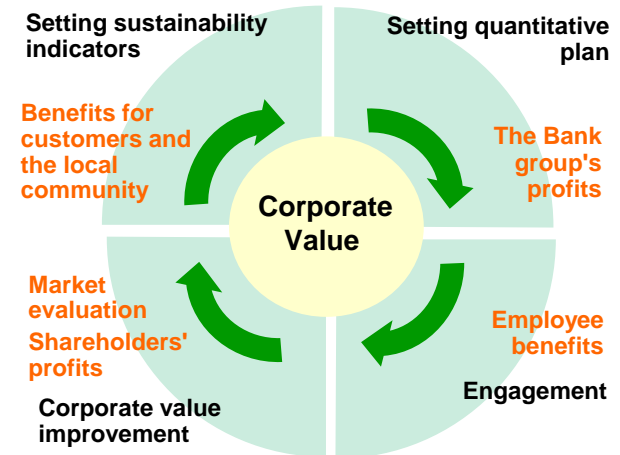 Setting sustainability
indicators
Setting quantitative
plan
Benefits for
customers and
the local
community
The Bank
group's
profits
Corporate
Value
Market
evaluation
Shareholders'
profits
Employee
benefits
Corporate value
improvement
Engagement